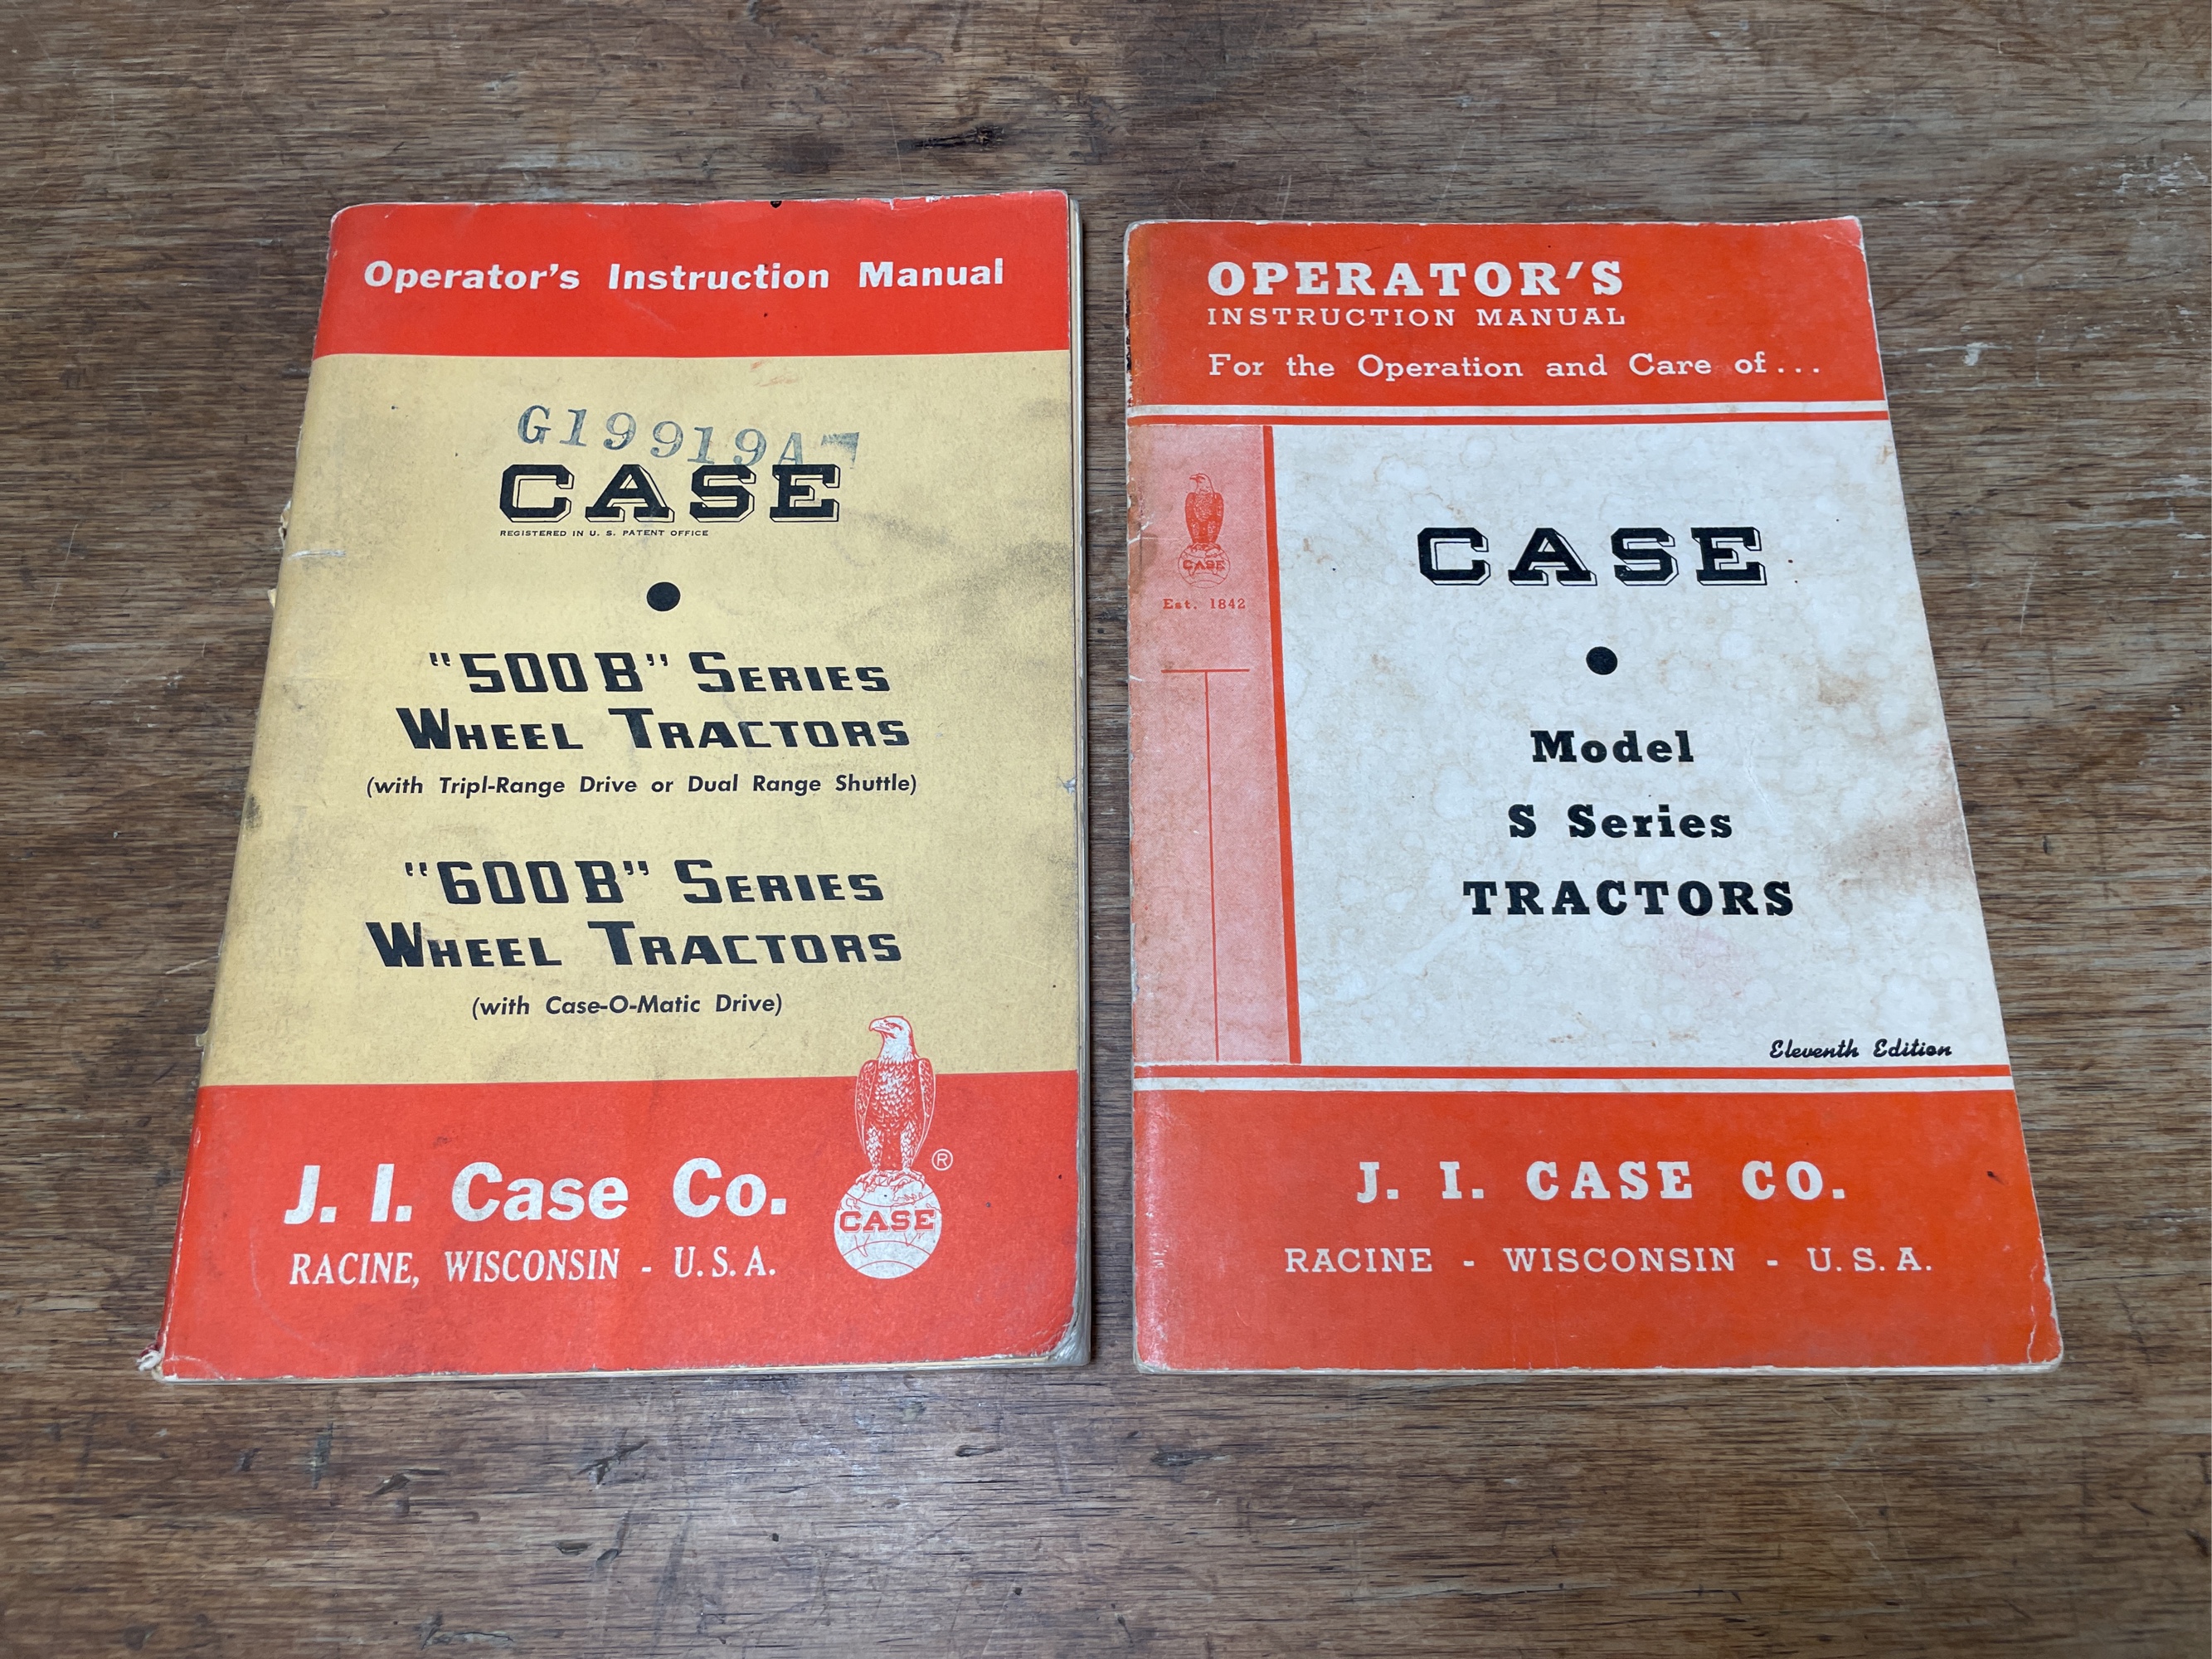 Operator's Instruction Manual
G19919A
CASE
REGISTERED IN U. S. PATENT OFFICE
"500B" SERIES
WHEEL TRACTORS
(with Tripl-Range Drive or Dual Range Shuttle)
"600B" SERIES
WHEEL TRACTORS
(with Case-O-Matic Drive)
J. I. Case Co.
RACINE, WISCONSIN - U. S. A.
®
CASE
OPERATOR'S
INSTRUCTION MANUAL
For the Operation and Care of...
CASE
Est. 1842
CASE
Model
S Series
TRACTORS
Eleventh Edition
J. I. CASE CO.
RACINE - WISCONSIN - U. S. A.